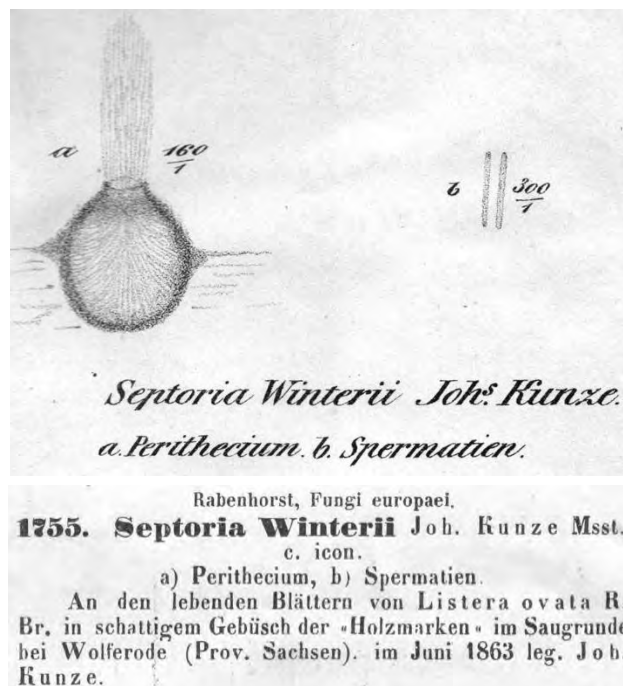 a 160/1
b 300/1
Septoria Winterii Johs. Kunze.
a. Perithecium. b. Spermatien.
Rabenhorst, Fungi europaei.
1755. Septoria Winterii Joh. Kunze Msst.
c. icon.
a) Perithecium, b) Spermatien.
An den lebenden Blättern von Listera ovata R.
Br. in schattigem Gebüsch der „Holzmarken“ im Saugrunde
bei Wolferode (Prov. Sachsen). im Juni 1863 leg. Joh.
Kunze.